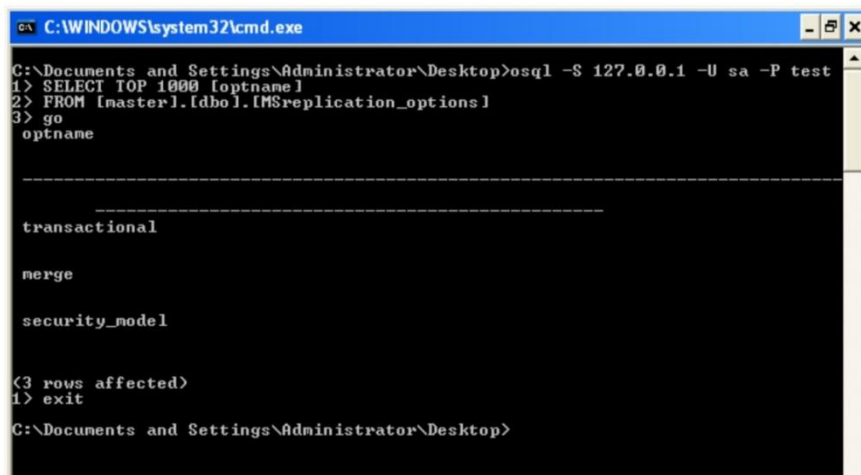 C:\WINDOWS\system32\cmd.exe
C:\Documents and Settings\Administrator\Desktop>osql -S 127.0.0.1 -U sa -P test
1> SELECT TOP 1000 [optname]
2> FROM [master].[dbo].[MSreplication_options]
3> go
optname
--------------------------------------------------------------------------------
-------------------------------------------------
transactional
merge
security_model
(3 rows affected)
1> exit
C:\Documents and Settings\Administrator\Desktop>